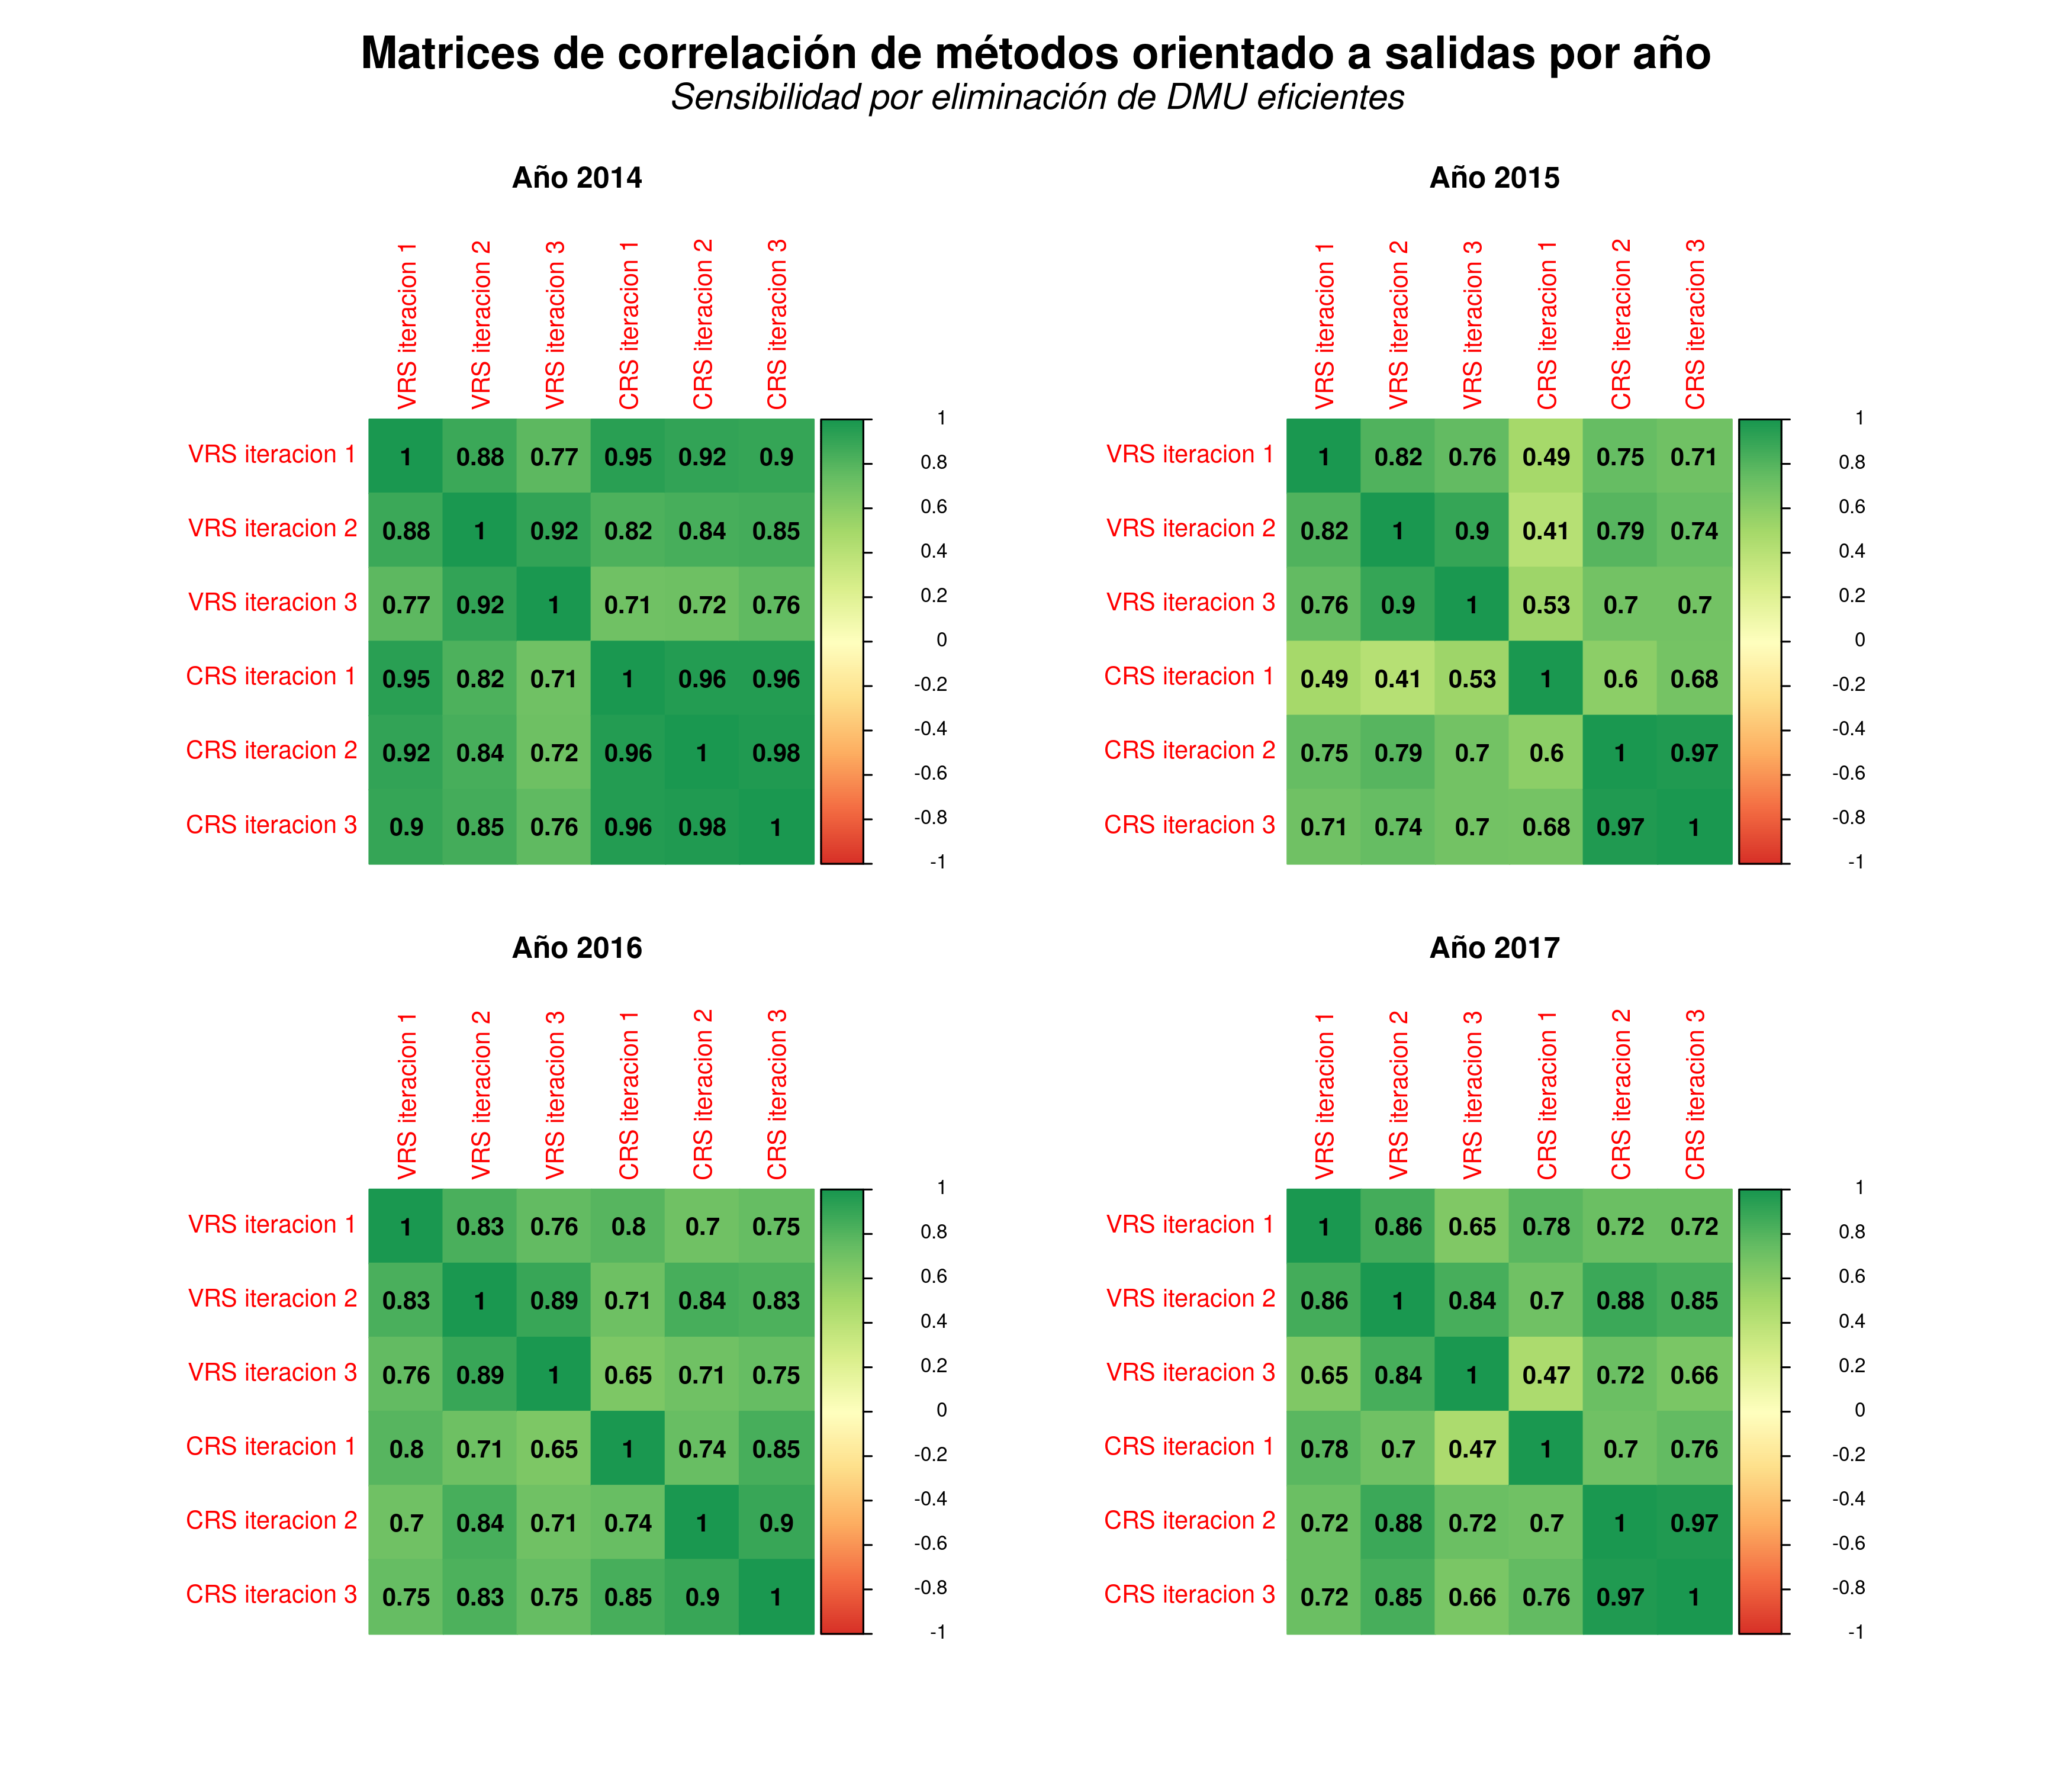 Matrices de correlación de métodos orientado a salidas por año
Sensibilidad por eliminación de DMU eficientes
Año 2014
VRS iteracion 1
VRS iteracion 2
VRS iteracion 3
CRS iteracion 1
CRS iteracion 2
CRS iteracion 3
VRS iteracion 1 1 0.88 0.77 0.95 0.92 0.9
VRS iteracion 2 0.88 1 0.92 0.82 0.84 0.85
VRS iteracion 3 0.77 0.92 1 0.71 0.72 0.76
CRS iteracion 1 0.95 0.82 0.71 1 0.96 0.96
CRS iteracion 2 0.92 0.84 0.72 0.96 1 0.98
CRS iteracion 3 0.9 0.85 0.76 0.96 0.98 1
1
0.8
0.6
0.4
0.2
0
-0.2
-0.4
-0.6
-0.8
-1
Año 2015
VRS iteracion 1
VRS iteracion 2
VRS iteracion 3
CRS iteracion 1
CRS iteracion 2
CRS iteracion 3
VRS iteracion 1 1 0.82 0.76 0.49 0.75 0.71
VRS iteracion 2 0.82 1 0.9 0.41 0.79 0.74
VRS iteracion 3 0.76 0.9 1 0.53 0.7 0.7
CRS iteracion 1 0.49 0.41 0.53 1 0.6 0.68
CRS iteracion 2 0.75 0.79 0.7 0.6 1 0.97
CRS iteracion 3 0.71 0.74 0.7 0.68 0.97 1
1
0.8
0.6
0.4
0.2
0
-0.2
-0.4
-0.6
-0.8
-1
Año 2016
VRS iteracion 1
VRS iteracion 2
VRS iteracion 3
CRS iteracion 1
CRS iteracion 2
CRS iteracion 3
VRS iteracion 1 1 0.83 0.76 0.8 0.7 0.75
VRS iteracion 2 0.83 1 0.89 0.71 0.84 0.83
VRS iteracion 3 0.76 0.89 1 0.65 0.71 0.75
CRS iteracion 1 0.8 0.71 0.65 1 0.74 0.85
CRS iteracion 2 0.7 0.84 0.71 0.74 1 0.9
CRS iteracion 3 0.75 0.83 0.75 0.85 0.9 1
1
0.8
0.6
0.4
0.2
0
-0.2
-0.4
-0.6
-0.8
-1
Año 2017
VRS iteracion 1
VRS iteracion 2
VRS iteracion 3
CRS iteracion 1
CRS iteracion 2
CRS iteracion 3
VRS iteracion 1 1 0.86 0.65 0.78 0.72 0.72
VRS iteracion 2 0.86 1 0.84 0.7 0.88 0.85
VRS iteracion 3 0.65 0.84 1 0.47 0.72 0.66
CRS iteracion 1 0.78 0.7 0.47 1 0.7 0.76
CRS iteracion 2 0.72 0.88 0.72 0.7 1 0.97
CRS iteracion 3 0.72 0.85 0.66 0.76 0.97 1
1
0.8
0.6
0.4
0.2
0
-0.2
-0.4
-0.6
-0.8
-1